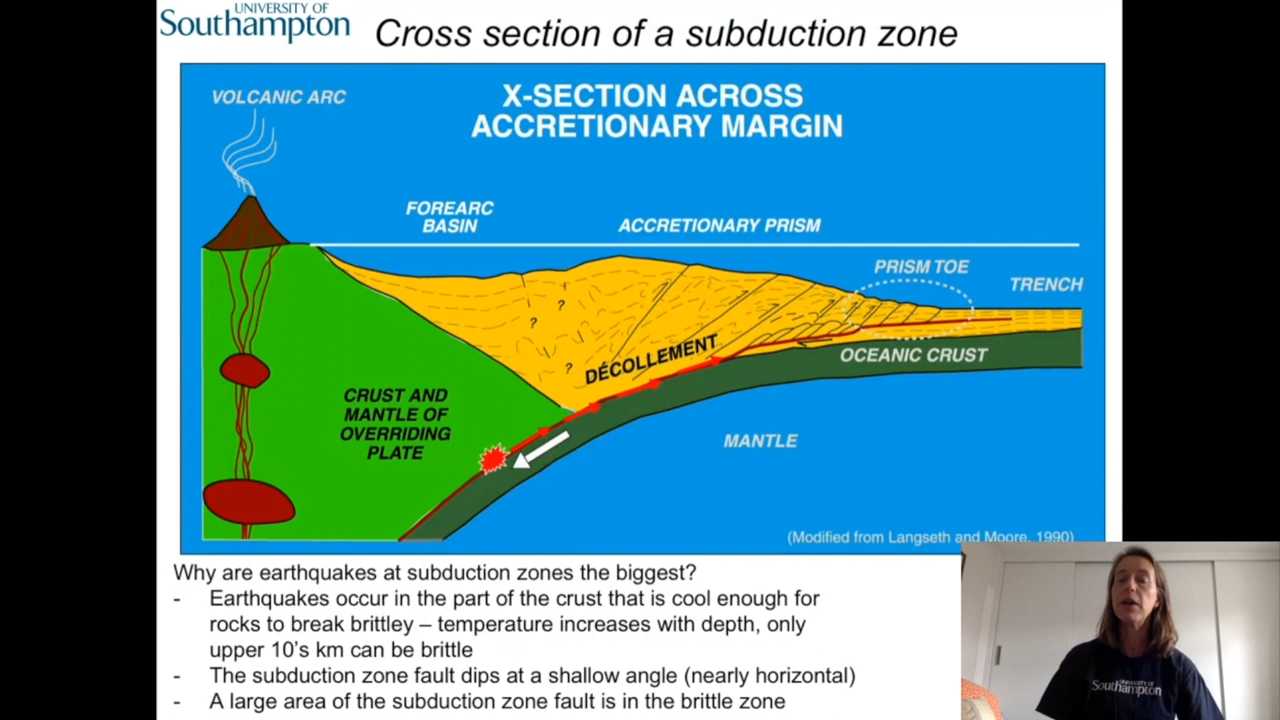 UNIVERSITY OF
Southampton
Cross section of a subduction zone
VOLCANIC ARC
X-SECTION ACROSS
ACCRETIONARY MARGIN
FOREARC
BASIN
ACCRETIONARY PRISM
PRISM TOE
TRENCH
?
?
?
DÉCOLLEMENT
OCEANIC CRUST
CRUST AND
MANTLE OF
OVERRIDING
PLATE
MANTLE
(Modified from Langseth and Moore, 1990)
Why are earthquakes at subduction zones the biggest?
- Earthquakes occur in the part of the crust that is cool enough for
rocks to break brittley – temperature increases with depth, only
upper 10's km can be brittle
- The subduction zone fault dips at a shallow angle (nearly horizontal)
- A large area of the subduction zone fault is in the brittle zone
UNIVERSITY OF
Southampton